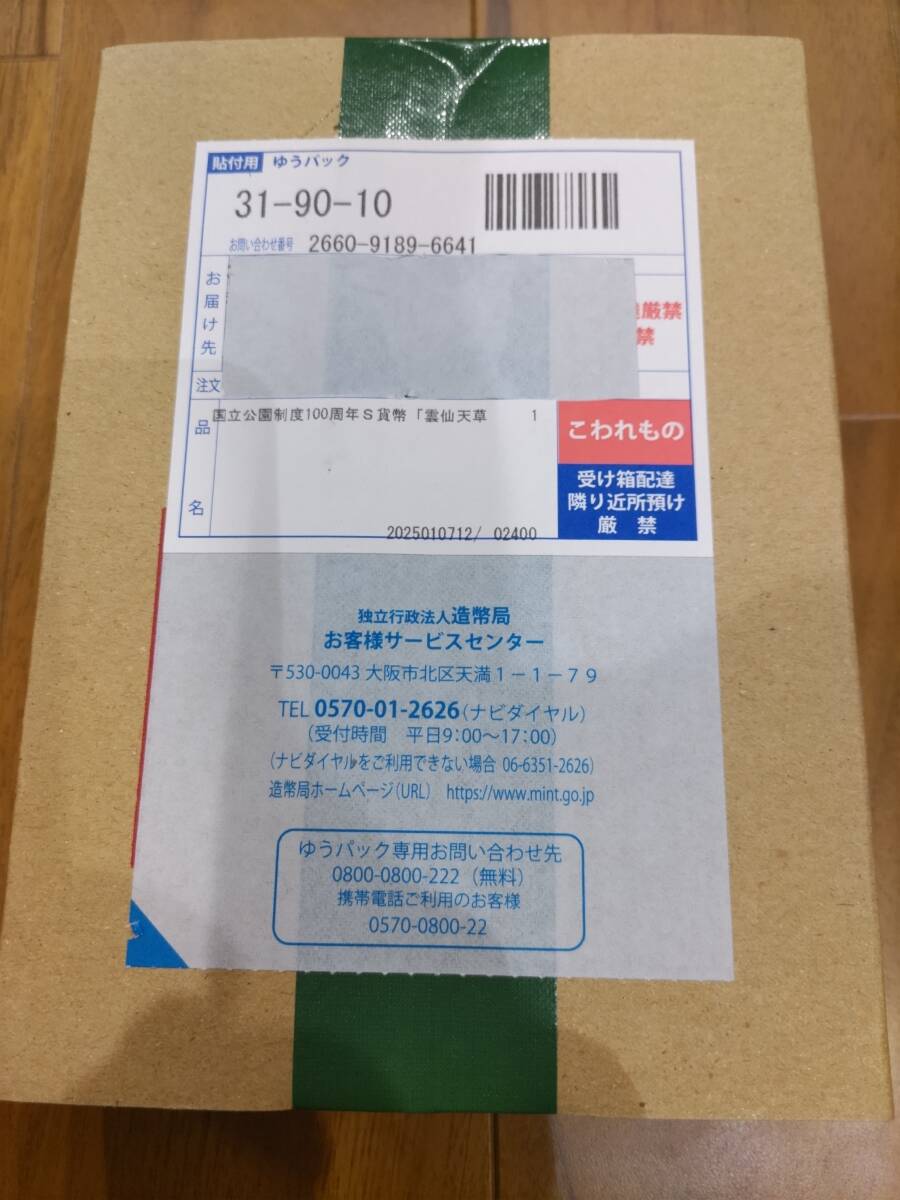 貼付用 ゆうパック
31-90-10
お問い合わせ番号 2660-9189-6641
お届け先
厳禁
禁
注文
国立公園制度100周年S貨幣「雲仙天草 1
品名
こわれもの
受け箱配達
隣り近所預け
厳禁
2025010712/ 02400
独立行政法人造幣局
お客様サービスセンター
〒530-0043 大阪市北区天満1-1-79
TEL 0570-01-2626(ナビダイヤル)
(受付時間 平日9:00〜17:00)
(ナビダイヤルをご利用できない場合 06-6351-2626)
造幣局ホームページ(URL) https://www.mint.go.jp
ゆうパック専用お問い合わせ先
0800-0800-222(無料)
携帯電話ご利用のお客様
0570-0800-22